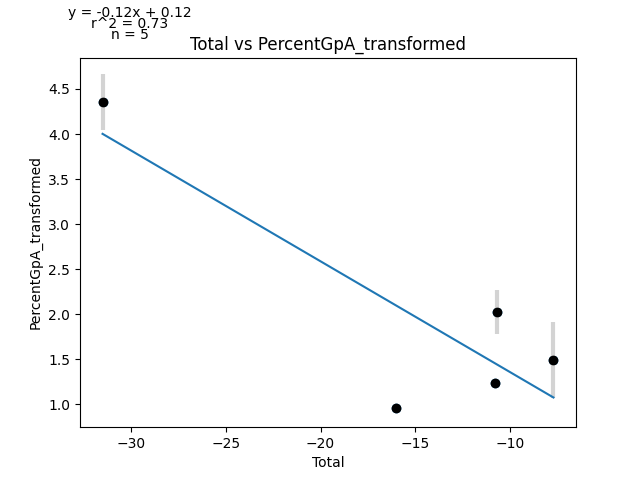 y = -0.12x + 0.12
r^2 = 0.73
n = 5
Total vs PercentGpA_transformed
PercentGpA_transformed
4.5
4.0
3.5
3.0
2.5
2.0
1.5
1.0
−30
−25
−20
−15
−10
Total